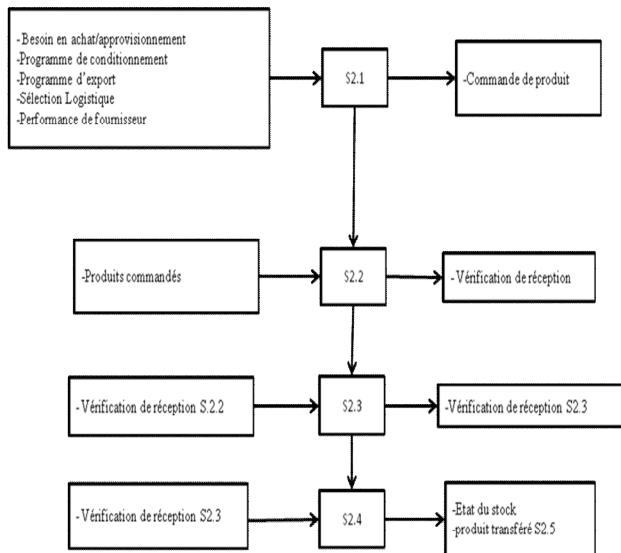 - Besoin en achat/approvisionnement
-Programme de conditionnement
-Programme d'export
-Sélection Logistique
-Performance de fournisseur
S2.1
-Commande de produit
-Produits commandés
S2.2
- Vérification de réception
- Vérification de réception S.2.2
S2.3
-Vérification de réception S2.3
- Vérification de réception S2.3
S2.4
-Etat du stock
-produit transféré S2.5